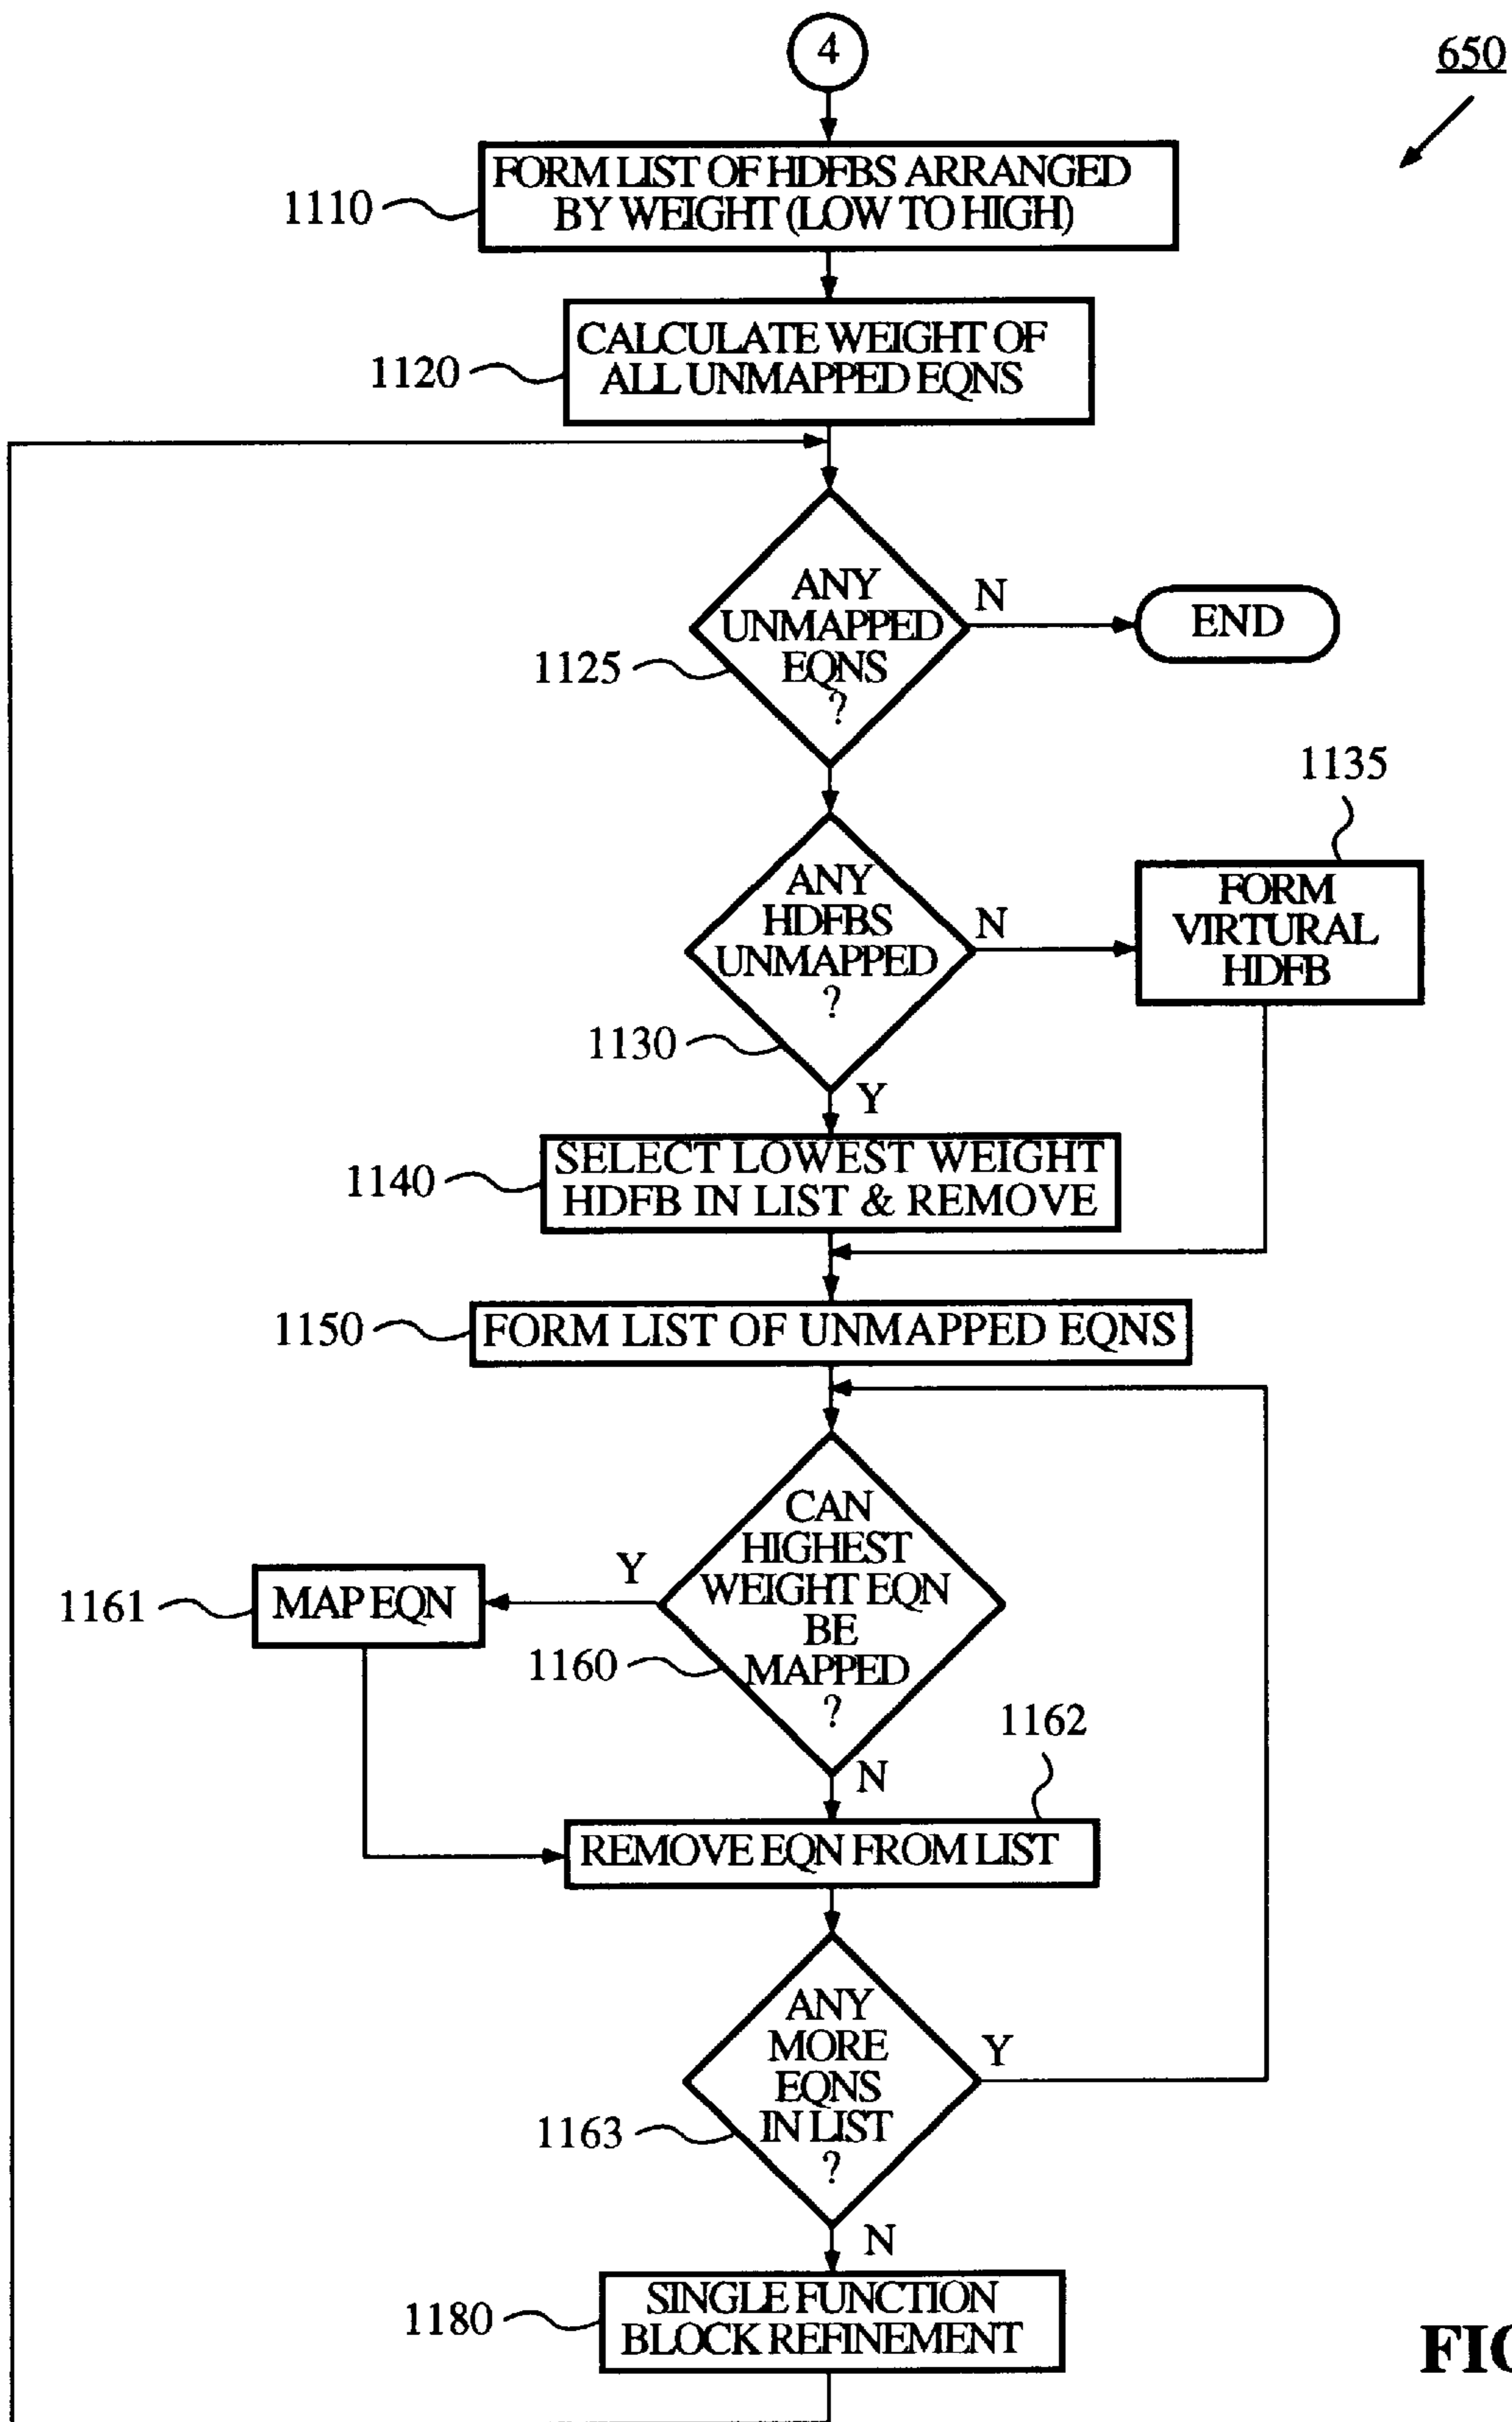 4
650
FORM LIST OF HDFBS ARRANGED
BY WEIGHT (LOW TO HIGH)
1110
CALCULATE WEIGHT OF
ALL UNMAPPED EQNS
1120
ANY
UNMAPPED
EQNS
?
1125
N
END
1135
FORM
VIRTURAL
HDFB
ANY
HDFBS
UNMAPPED
?
N
1130
Y
SELECT LOWEST WEIGHT
HDFB IN LIST & REMOVE
1140
1150
FORM LIST OF UNMAPPED EQNS
CAN
HIGHEST
WEIGHT EQN
BE
MAPPED
?
Y
MAP EQN
1161
1160
1162
N
REMOVE EQN FROM LIST
ANY
MORE
EQNS
IN LIST
?
Y
1163
N
SINGLE FUNCTION
BLOCK REFINEMENT
1180